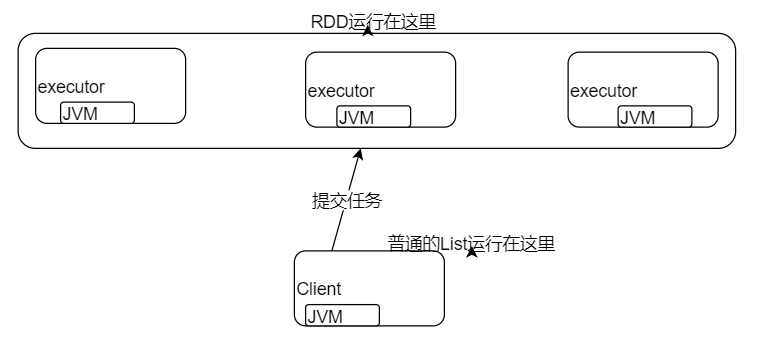 RDD运行在这里
executor
JVM
executor
JVM
executor
JVM
提交任务
普通的List运行在这里
Client
JVM